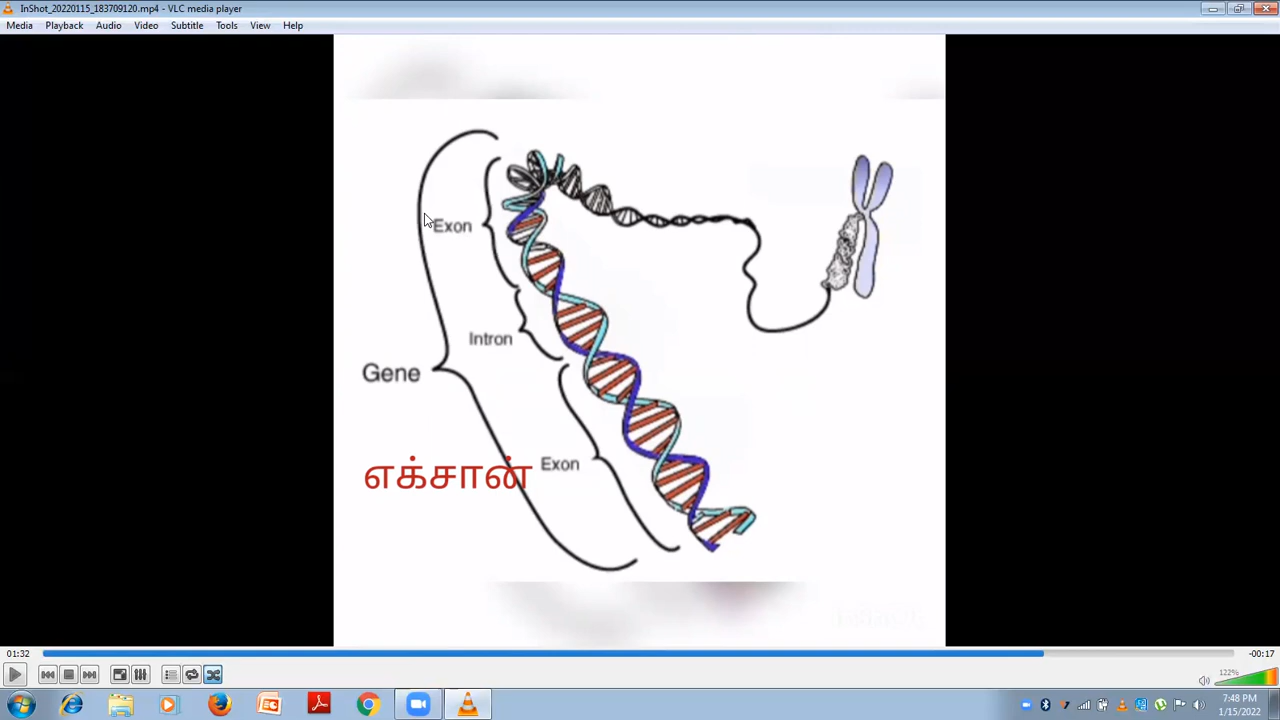 InShot_20220115_183709120.mp4 - VLC media player
Media Playback Audio Video Subtitle Tools View Help
Exon
Intron
Gene
எக்சான்
Exon
01:32
-00:17
122%
7:48 PM
1/15/2022